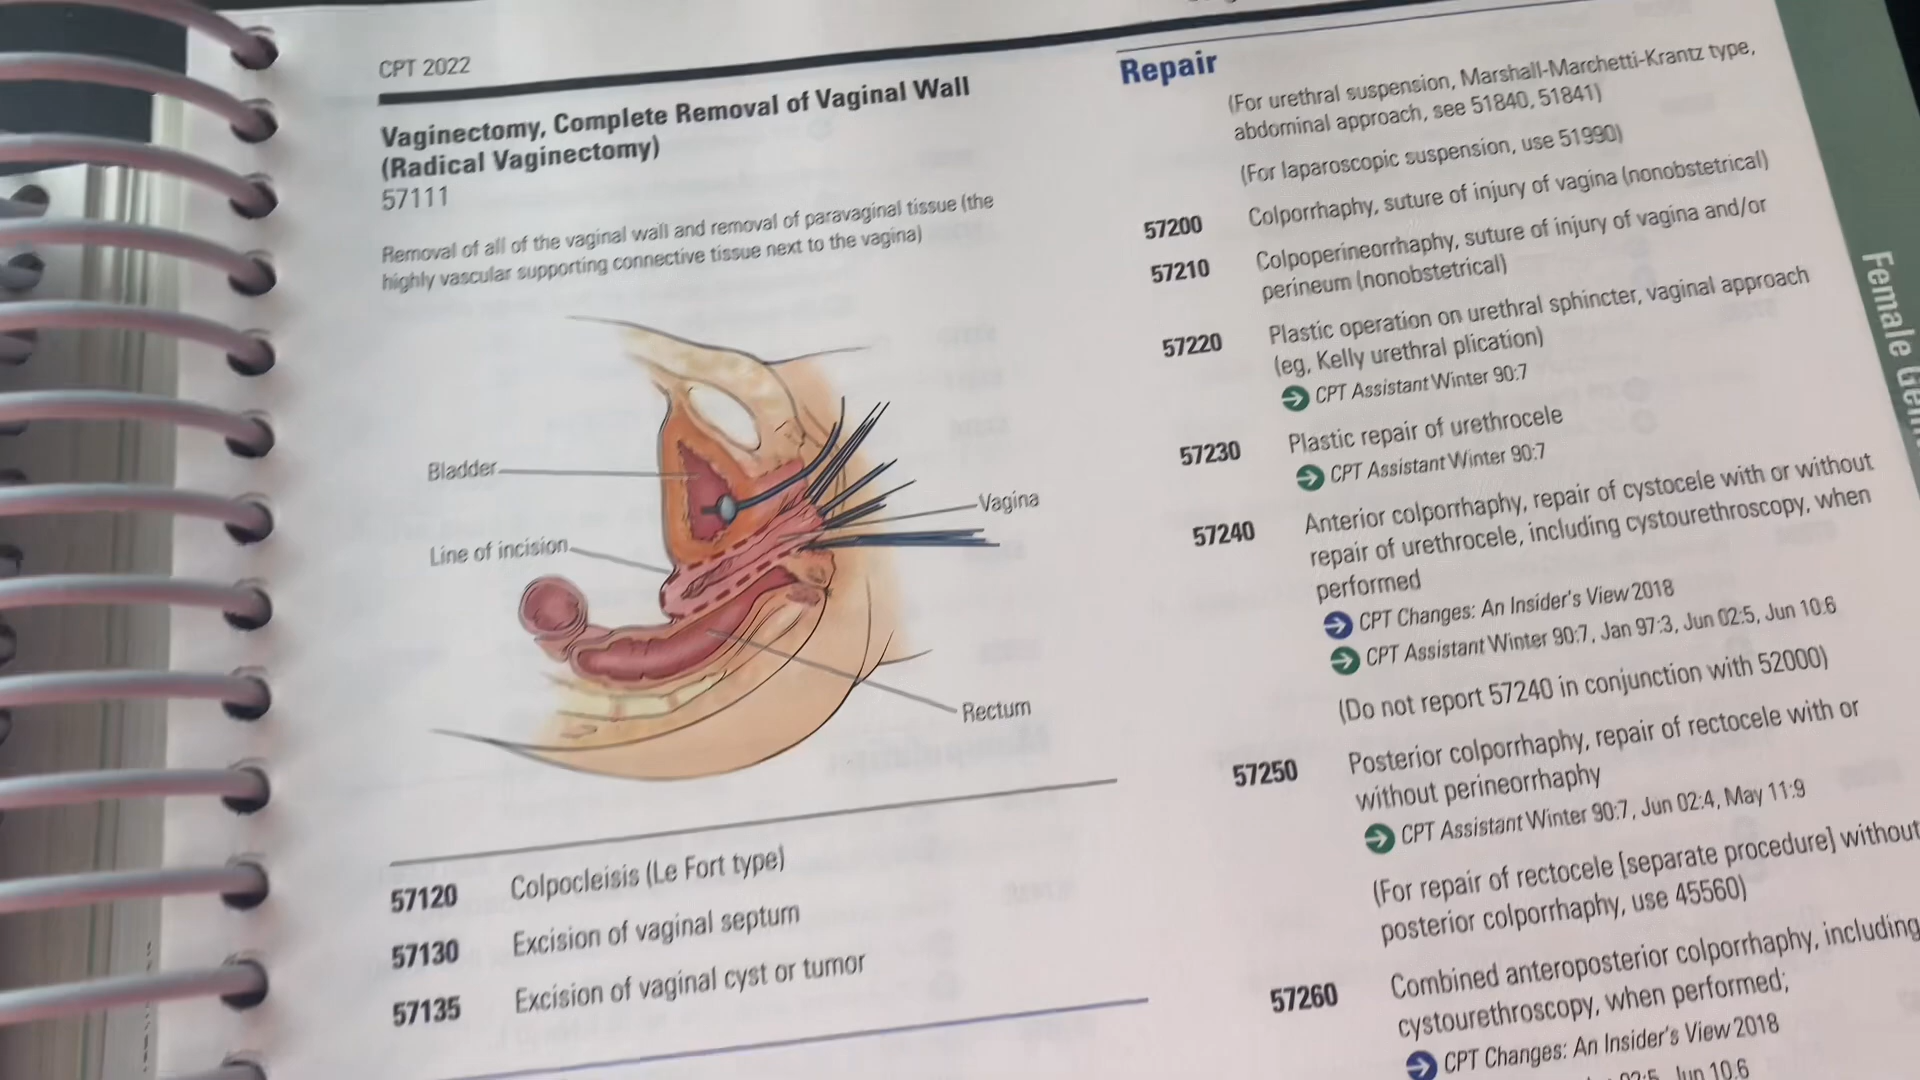 CPT 2022
Vaginectomy, Complete Removal of Vaginal Wall
(Radical Vaginectomy)
57111
Removal of all of the vaginal wall and removal of paravaginal tissue (the
highly vascular supporting connective tissue next to the vagina)
Bladder
Vagina
Line of incision
Rectum
57120 Colpocleisis (Le Fort type)
57130 Excision of vaginal septum
57135 Excision of vaginal cyst or tumor
Repair
(For urethral suspension, Marshall-Marchetti-Krantz type,
abdominal approach, see 51840, 51841)
(For laparoscopic suspension, use 51990)
57200 Colporrhaphy, suture of injury of vagina (nonobstetrical)
57210 Colpoperineorrhaphy, suture of injury of vagina and/or
perineum (nonobstetrical)
57220 Plastic operation on urethral sphincter, vaginal approach
(eg, Kelly urethral plication)
CPT Assistant Winter 90:7
57230 Plastic repair of urethrocele
CPT Assistant Winter 90:7
57240 Anterior colporrhaphy, repair of cystocele with or without
repair of urethrocele, including cystourethroscopy, when
performed
CPT Changes: An Insider's View 2018
CPT Assistant Winter 90:7, Jan 97:3, Jun 02:5, Jun 10:6
(Do not report 57240 in conjunction with 52000)
57250 Posterior colporrhaphy, repair of rectocele with or
without perineorrhaphy
CPT Assistant Winter 90:7, Jun 02:4, May 11:9
(For repair of rectocele [separate procedure] without
posterior colporrhaphy, use 45560)
57260 Combined anteroposterior colporrhaphy, including
cystourethroscopy, when performed;
CPT Changes: An Insider's View 2018
02:5, Jun 10:6
Female